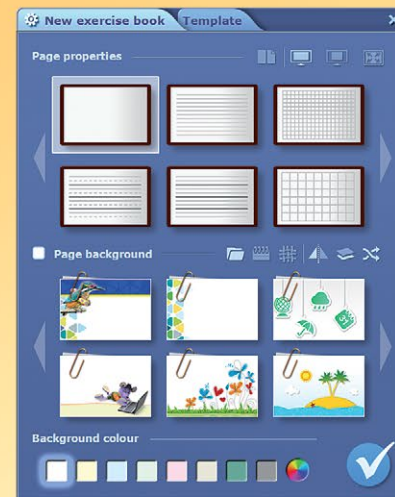 New exercise book Template
Page properties
Page background
Background colour